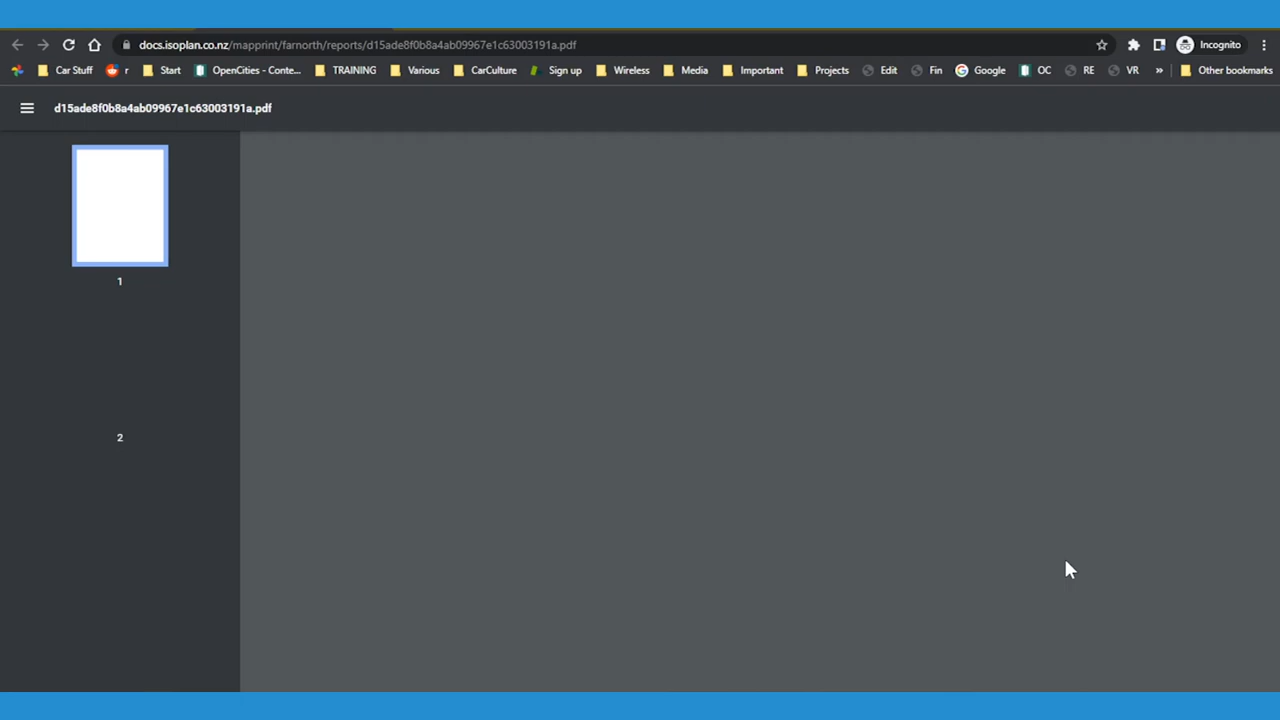 docs.isoplan.co.nz/mapprint/farnorth/reports/d15ade8f0b8a4ab09967e1c63003191a.pdf
Incognito
Car Stuff r Start OpenCities - Conte... TRAINING Various CarCulture Sign up Wireless Media Important Projects Edit Fin Google OC RE VR » Other bookmarks
d15ade8f0b8a4ab09967e1c63003191a.pdf
1
2